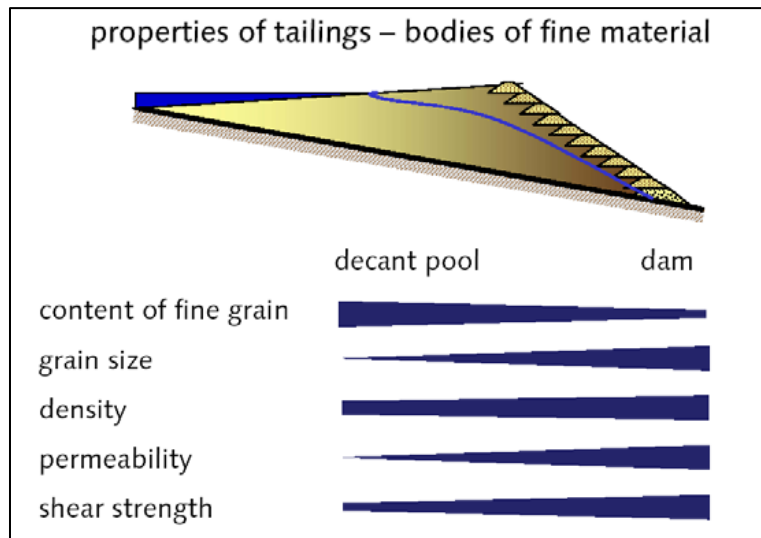 properties of tailings – bodies of fine material
decant pool dam
content of fine grain
grain size
density
permeability
shear strength